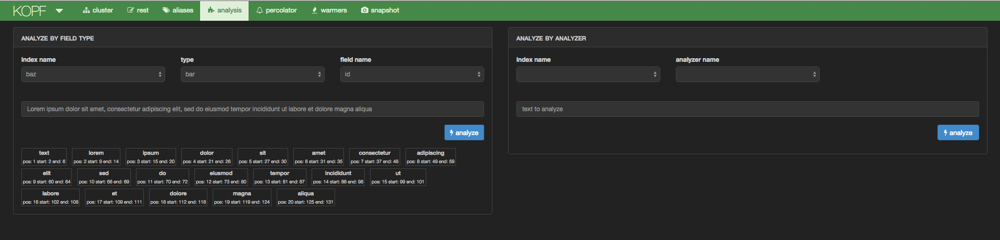 KOPF cluster rest aliases analysis percolator warmers snapshot
ANALYZE BY FIELD TYPE
index name type field name
baz bar id
Lorem ipsum dolor sit amet, consectetur adipiscing elit, sed do eiusmod tempor incididunt ut labore et dolore magna aliqua
analyze
text lorem ipsum dolor sit amet consectetur adipiscing
pos: 1 start: 2 end: 6 pos: 2 start: 9 end: 14 pos: 3 start: 15 end: 20 pos: 4 start: 21 end: 26 pos: 5 start: 27 end: 30 pos: 6 start: 31 end: 35 pos: 7 start: 37 end: 48 pos: 8 start: 49 end: 59
elit sed do eiusmod tempor incididunt ut
pos: 9 start: 60 end: 64 pos: 10 start: 66 end: 69 pos: 11 start: 70 end: 72 pos: 12 start: 73 end: 80 pos: 13 start: 81 end: 87 pos: 14 start: 88 end: 98 pos: 15 start: 99 end: 101
labore et dolore magna aliqua
pos: 16 start: 102 end: 108 pos: 17 start: 109 end: 111 pos: 18 start: 112 end: 118 pos: 19 start: 119 end: 124 pos: 20 start: 125 end: 131
ANALYZE BY ANALYZER
index name analyzer name
text to analyze
analyze